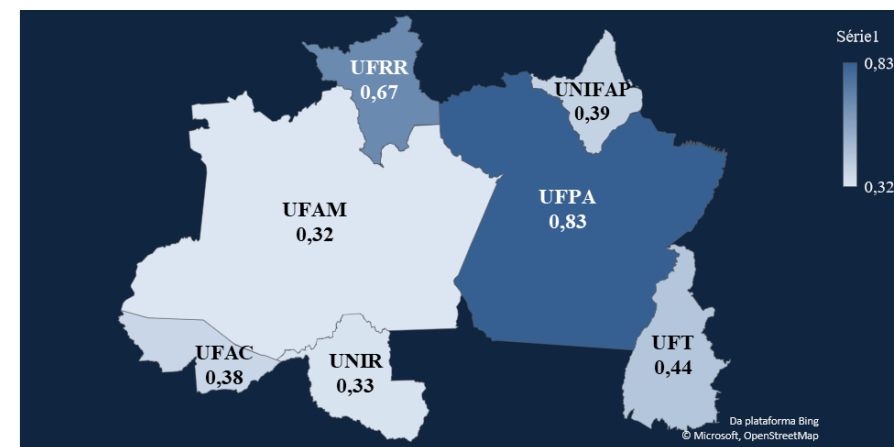 Série1
0,83
0,32
UFRR
0,67
UNIFAP
0,39
UFAM
0,32
UFPA
0,83
UFAC
0,38
UNIR
0,33
UFT
0,44
Da plataforma Bing
© Microsoft, OpenStreetMap